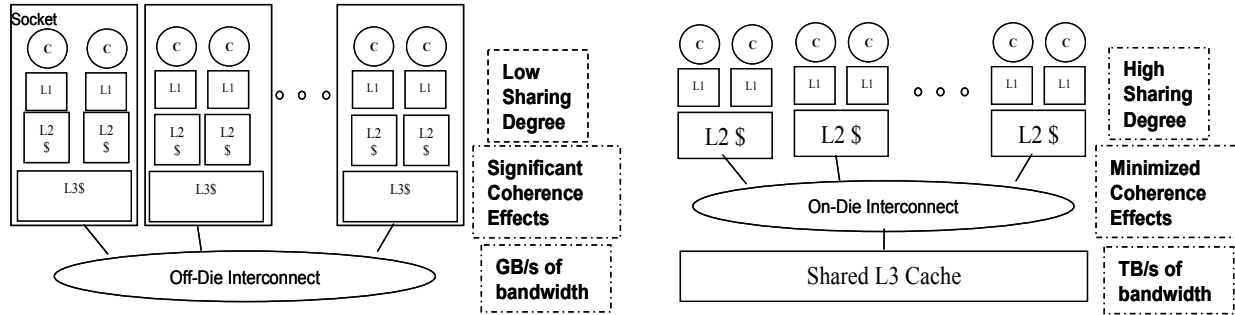 Socket
C C C C C C
L1 L1 L1 L1 L1 L1
L2 L2 L2 L2 L2 L2
$ $ $ $ $ $
L3$ L3$ L3$
Off-Die Interconnect
Low
Sharing
Degree
Significant
Coherence
Effects
GB/s of
bandwidth
C C C C C C
L1 L1 L1 L1 L1 L1
L2 $ L2 $ L2 $
On-Die Interconnect
Shared L3 Cache
High
Sharing
Degree
Minimized
Coherence
Effects
TB/s of
bandwidth